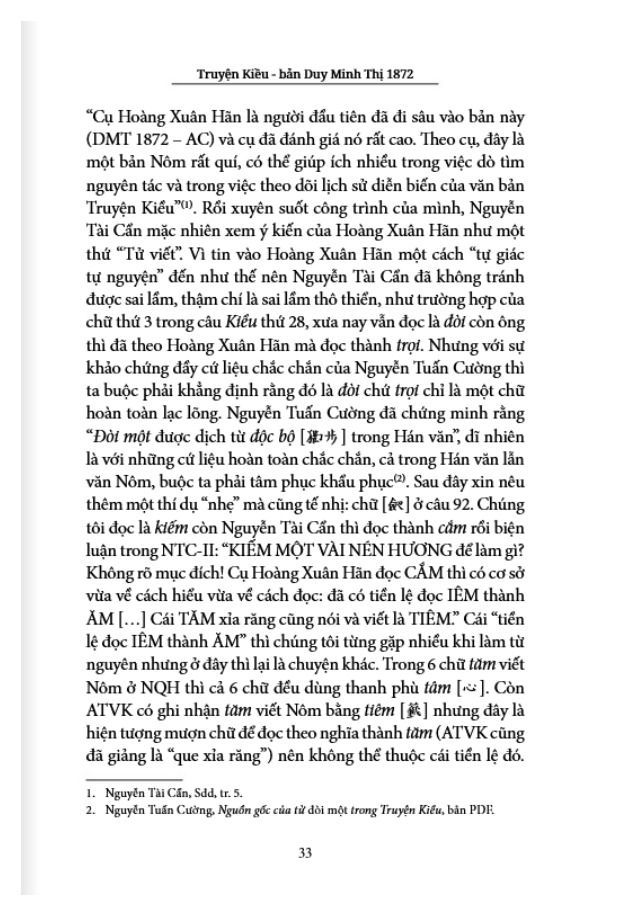 Truyện Kiều - bản Duy Minh Thị 1872
“Cụ Hoàng Xuân Hãn là người đầu tiên đã đi sâu vào bản này
(DMT 1872 – AC) và cụ đã đánh giá nó rất cao. Theo cụ, đây là
một bản Nôm rất quí, có thể giúp ích nhiều trong việc dò tìm
nguyên tác và trong việc theo dõi lịch sử diễn biến của văn bản
Truyện Kiều”(1). Rồi xuyên suốt công trình của mình, Nguyễn
Tài Cẩn mặc nhiên xem ý kiến của Hoàng Xuân Hãn như một
thứ “Tử viết”. Vì tin vào Hoàng Xuân Hãn một cách “tự giác
tự nguyện” đến như thế nên Nguyễn Tài Cẩn đã không tránh
được sai lầm, thậm chí là sai lầm thô thiển, như trường hợp của
chữ thứ 3 trong câu Kiều thứ 28, xưa nay vẫn đọc là đòi còn ông
thì đã theo Hoàng Xuân Hãn mà đọc thành trọi. Nhưng với sự
khảo chứng đầy cứ liệu chắc chắn của Nguyễn Tuấn Cường thì
ta buộc phải khẳng định rằng đó là đòi chứ trọi chỉ là một chữ
hoàn toàn lạc lõng. Nguyễn Tuấn Cường đã chứng minh rằng
“Đòi một được dịch từ độc bộ [ 步 ] trong Hán văn”, dĩ nhiên
là với những cứ liệu hoàn toàn chắc chắn, cả trong Hán văn lẫn
văn Nôm, buộc ta phải tâm phục khẩu phục(2). Sau đây xin nêu
thêm một thí dụ “nhẹ” mà cũng tế nhị: chữ [ ] ở câu 92. Chúng
tôi đọc là kiếm còn Nguyễn Tài Cẩn thì đọc thành cắm rồi biện
luận trong NTC-II: “KIẾM MỘT VÀI NÉN HƯƠNG để làm gì?
Không rõ mục đích! Cụ Hoàng Xuân Hãn đọc CẮM thì có cơ sở
vừa về cách hiểu vừa về cách đọc: đã có tiền lệ đọc IÊM thành
ĂM […] Cái TĂM xỉa răng cũng nói và viết là TIÊM.” Cái “tiền
lệ đọc IÊM thành ĂM” thì chúng tôi từng gặp nhiều khi làm từ
nguyên nhưng ở đây thì lại là chuyện khác. Trong 6 chữ tăm viết
Nôm ở NQH thì cả 6 chữ đều dùng thanh phù tâm [心]. Còn
ATVK có ghi nhận tăm viết Nôm bằng tiêm [ ] nhưng đây là
hiện tượng mượn chữ để đọc theo nghĩa thành tăm (ATVK cũng
đã giảng là “que xỉa răng”) nên không thể thuộc cái tiền lệ đó.
1. Nguyễn Tài Cẩn, Sđd, tr. 5.
2. Nguyễn Tuấn Cường, Nguồn gốc của từ đòi một trong Truyện Kiều, bản PDF.
33